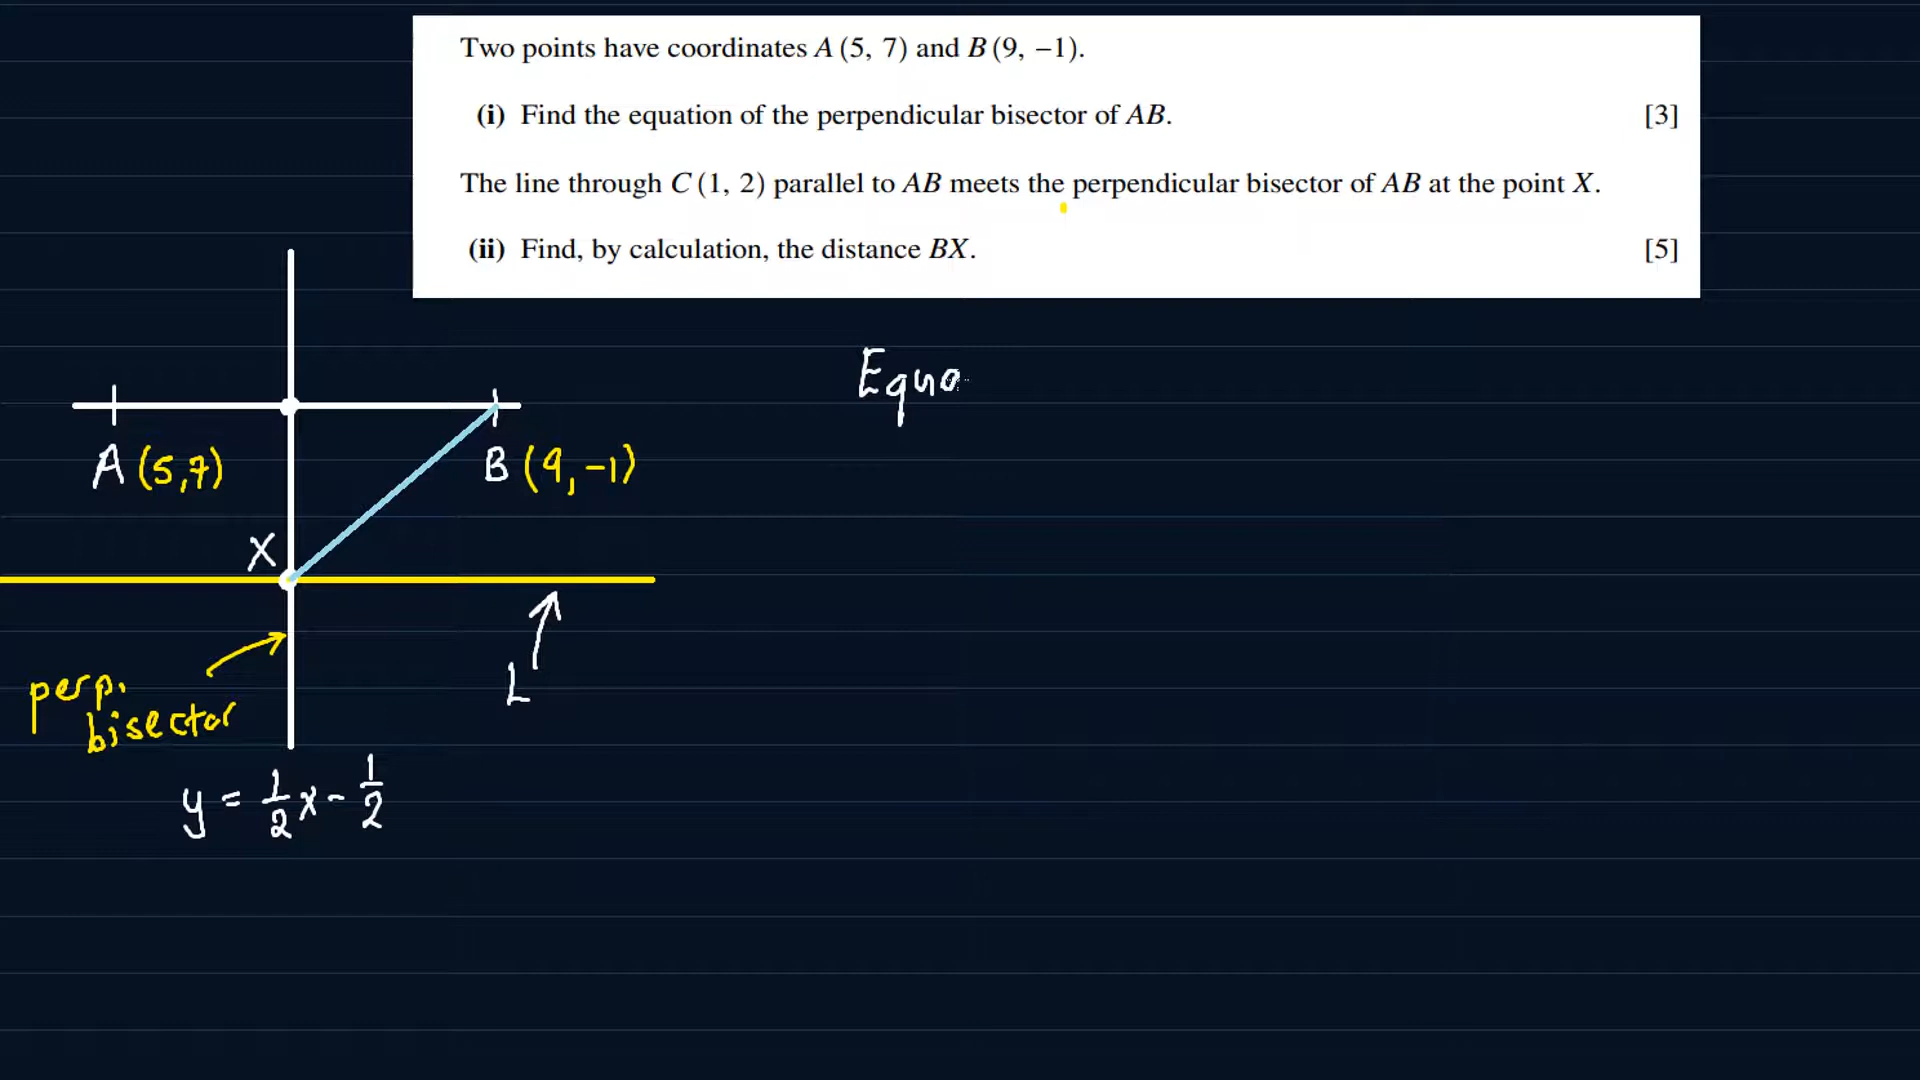 Two points have coordinates A (5, 7) and B (9, −1).
(i) Find the equation of the perpendicular bisector of AB. [3]
The line through C (1, 2) parallel to AB meets the perpendicular bisector of AB at the point X.
(ii) Find, by calculation, the distance BX. [5]
Equa
A (5,7)
B (9, -1)
X
L
perp.
bisector
y = 1/2 x - 1/2